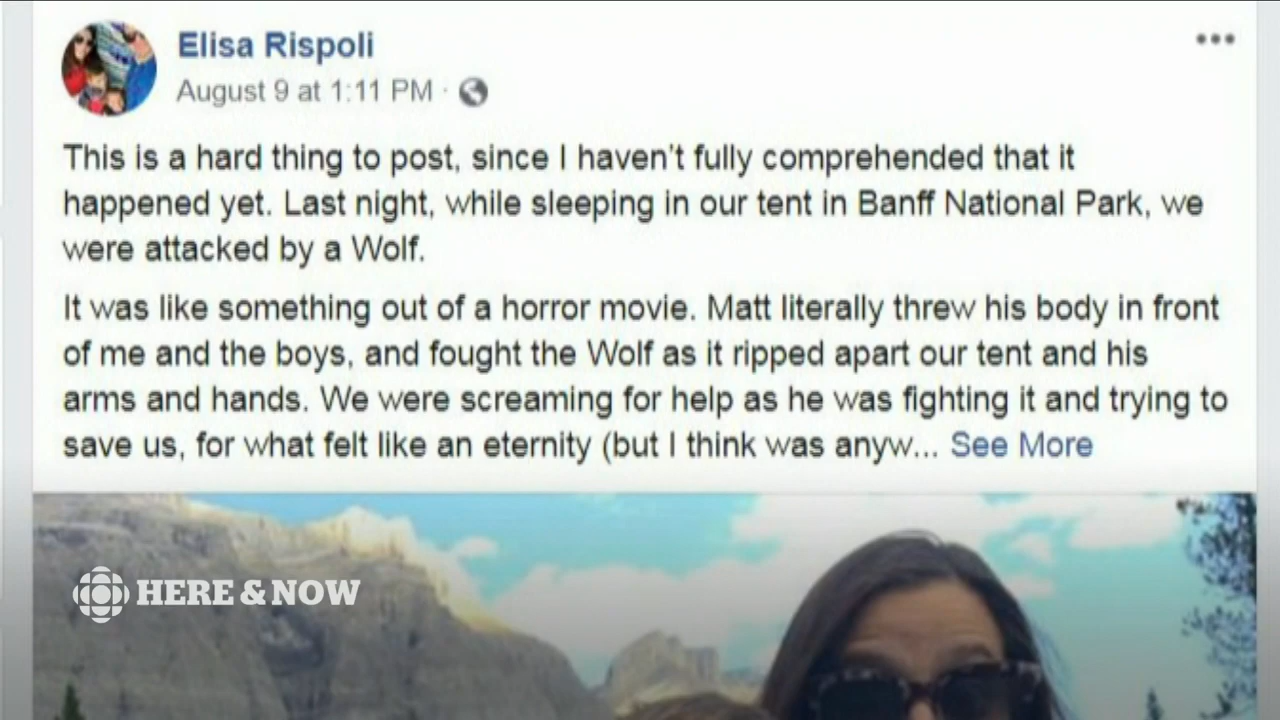 Elisa Rispoli
August 9 at 1:11 PM ·
This is a hard thing to post, since I haven't fully comprehended that it
happened yet. Last night, while sleeping in our tent in Banff National Park, we
were attacked by a Wolf.
It was like something out of a horror movie. Matt literally threw his body in front
of me and the boys, and fought the Wolf as it ripped apart our tent and his
arms and hands. We were screaming for help as he was fighting it and trying to
save us, for what felt like an eternity (but I think was anyw... See More
HERE & NOW